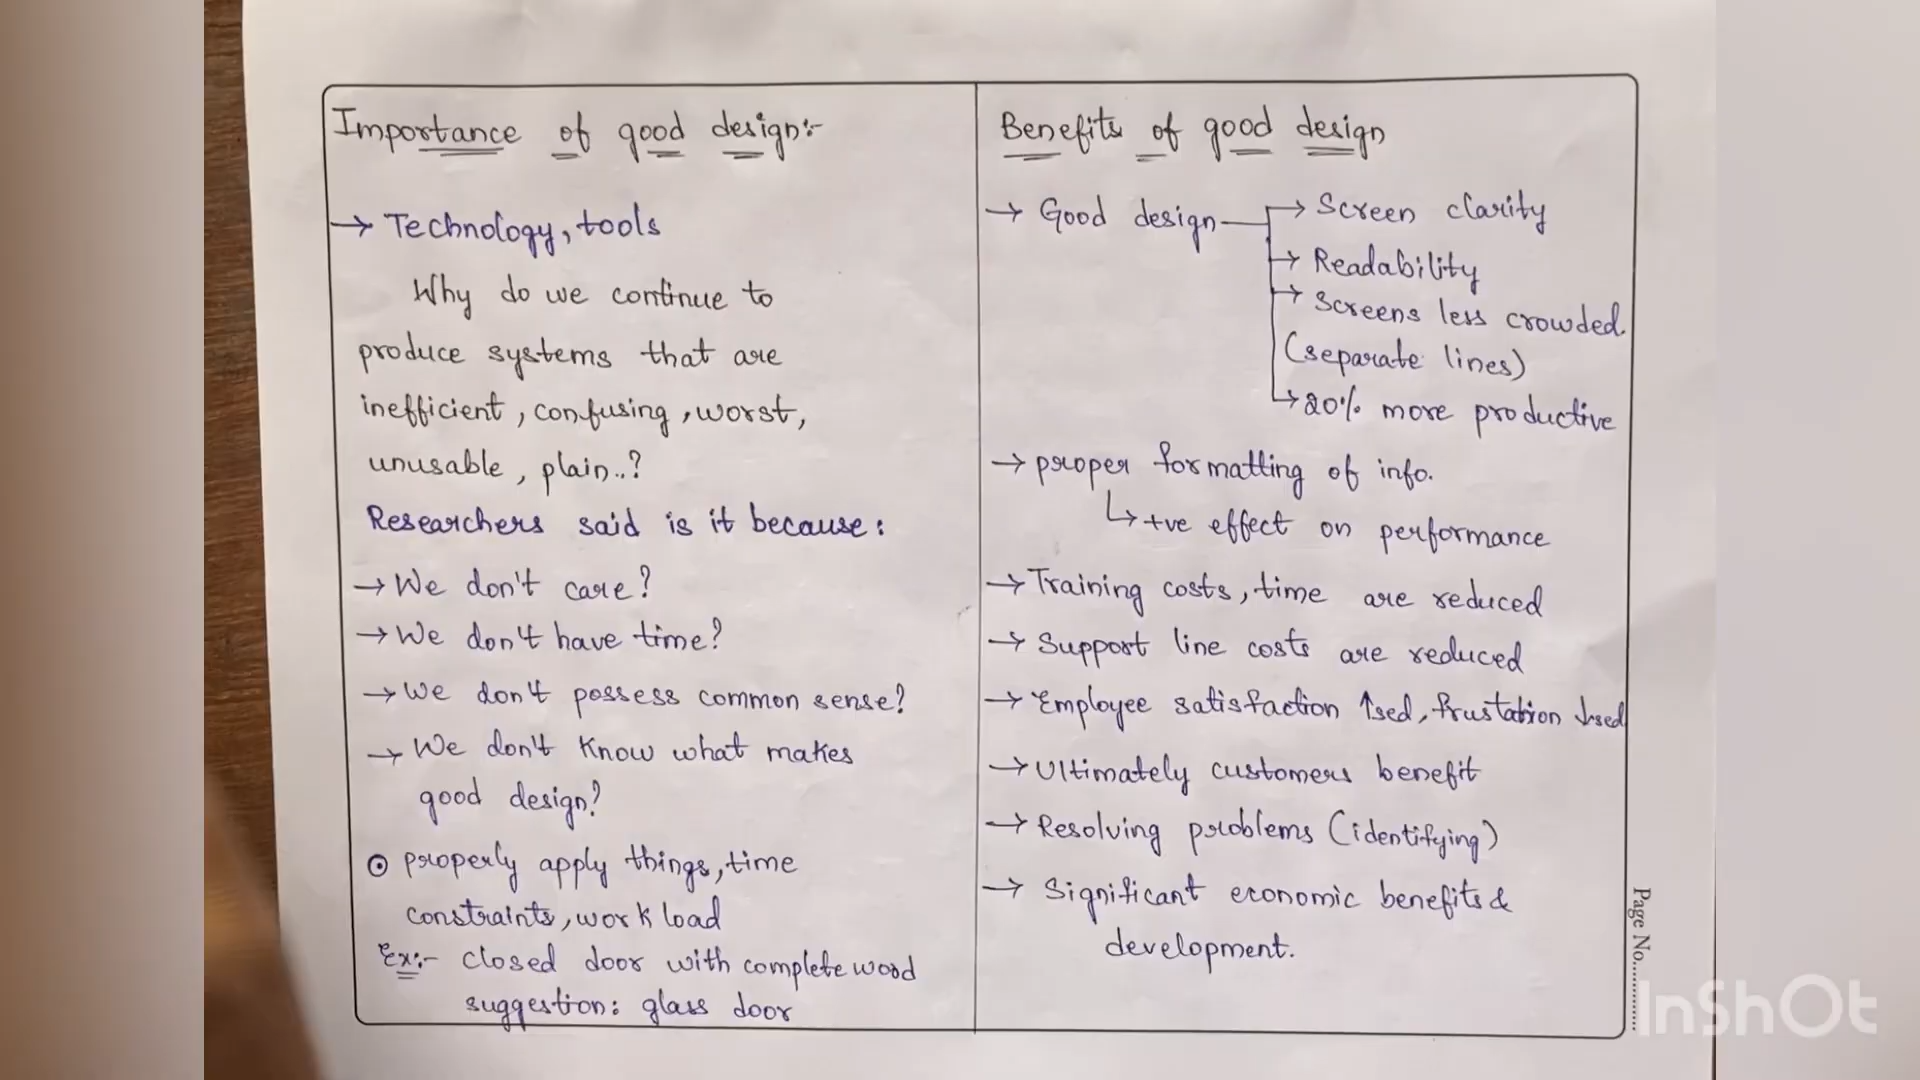 Importance of good design:-
→ Technology, tools
Why do we continue to
produce systems that are
inefficient, confusing, worst,
unusable, plain..?
Researchers said is it because:
→ We don't care?
→ We don't have time?
→ We don't possess common sense?
→ We don't know what makes
good design?
⊙ properly apply things, time
constraints, work load
Ex:- closed door with complete wood
suggestion: glass door
Benefits of good design
→ Good design → Screen clarity
→ Readability
→ Screens less crowded.
(separate lines)
→ 20% more productive
→ proper formatting of info.
↳ +ve effect on performance
→ Training costs, time are reduced
→ Support line costs are reduced
→ Employee satisfaction ↑sed, frustation ↓sed
→ Ultimately customers benefit
→ Resolving problems (identifying)
→ Significant economic benefits &
development.
Page No............
InShOt